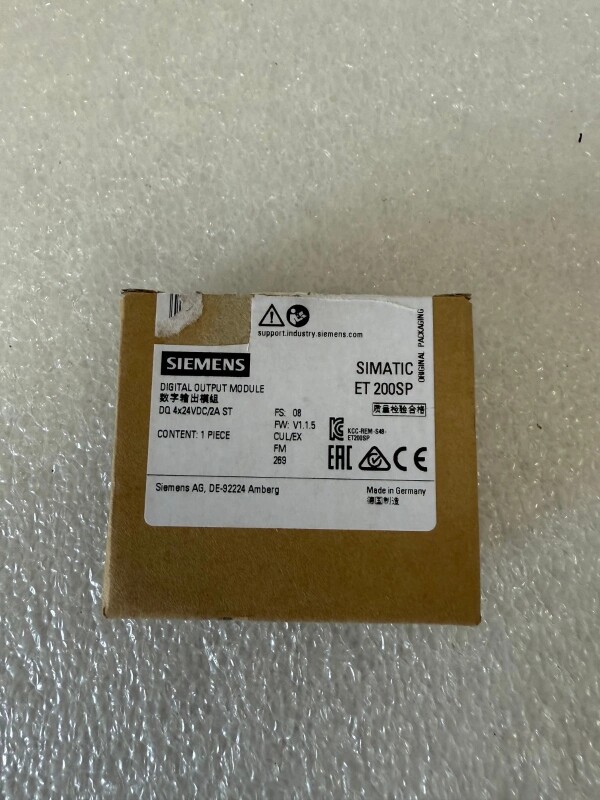 support.industry.siemens.com
ORIGINAL PACKAGING
SIEMENS
SIMATIC
ET 200SP
DIGITAL OUTPUT MODULE
数字输出模组
DQ 4x24VDC/2A ST
质量检验合格
CONTENT: 1 PIECE
FS: 08
FW: V1.1.5
CUL/EX
FM
269
KCC-REM-S49-
ET200SP
EAC
CE
Siemens AG, DE-92224 Amberg
Made in Germany
德国制造